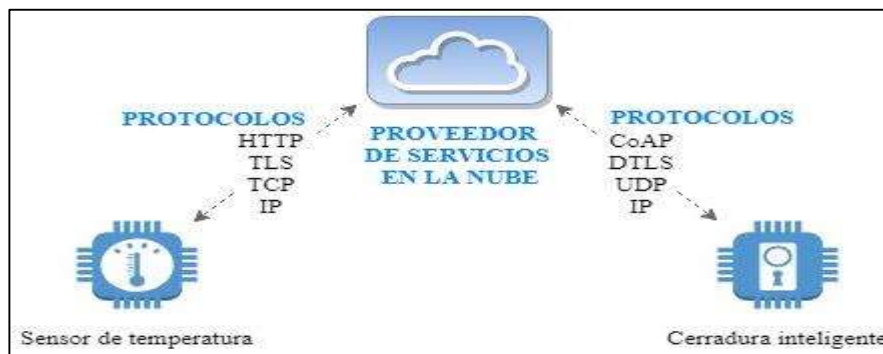 PROTOCOLOS
HTTP
TLS
TCP
IP
PROVEEDOR
DE SERVICIOS
EN LA NUBE
PROTOCOLOS
CoAP
DTLS
UDP
IP
Sensor de temperatura
Cerradura inteligente